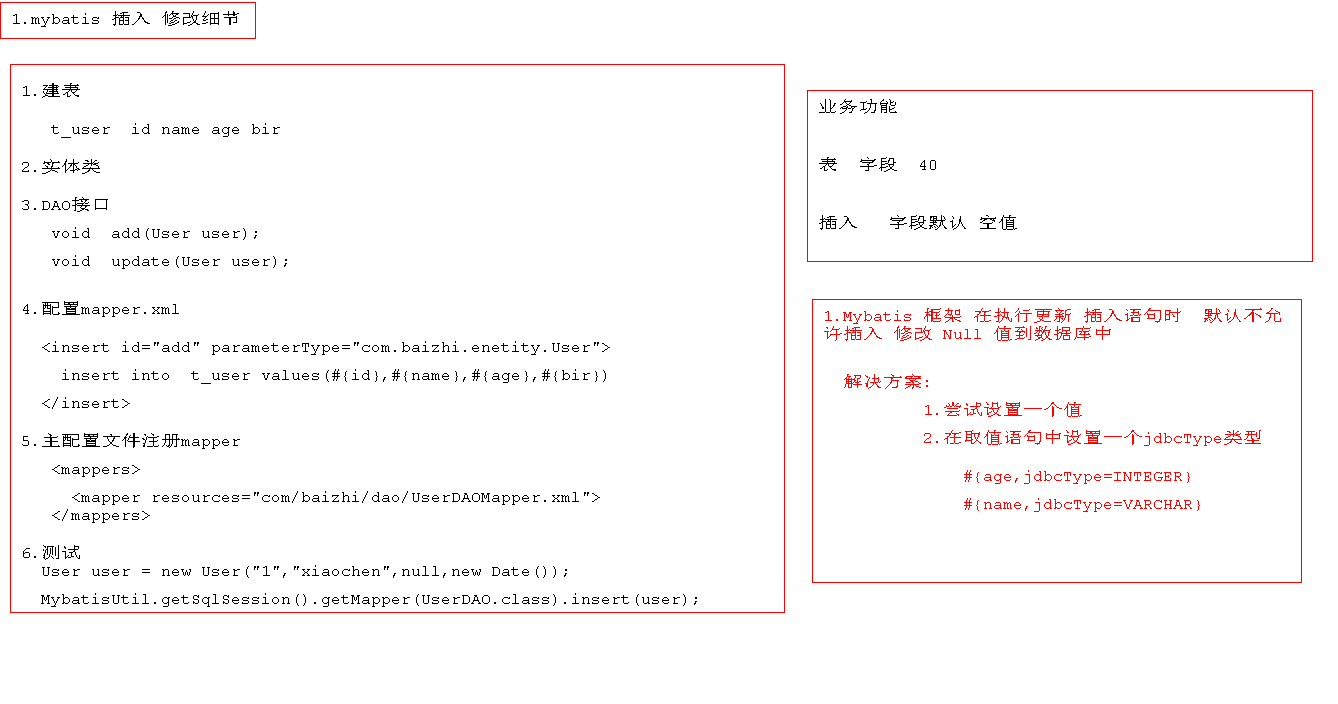 1.mybatis 插入 修改细节
1.建表
t_user  id name age bir
2.实体类
3.DAO接口
void  add(User user);
void  update(User user);
4.配置mapper.xml
<insert id="add" parameterType="com.baizhi.enetity.User">
insert into  t_user values(#{id},#{name},#{age},#{bir})
</insert>
5.主配置文件注册mapper
<mappers>
<mapper resources="com/baizhi/dao/UserDAOMapper.xml">
</mappers>
6.测试
User user = new User("1","xiaochen",null,new Date());
MybatisUtil.getSqlSession().getMapper(UserDAO.class).insert(user);
业务功能
表  字段  40
插入   字段默认 空值
1.Mybatis 框架 在执行更新 插入语句时  默认不允
许插入 修改 Null 值到数据库中
解决方案:
1.尝试设置一个值
2.在取值语句中设置一个jdbcType类型
#{age,jdbcType=INTEGER}
#{name,jdbcType=VARCHAR}